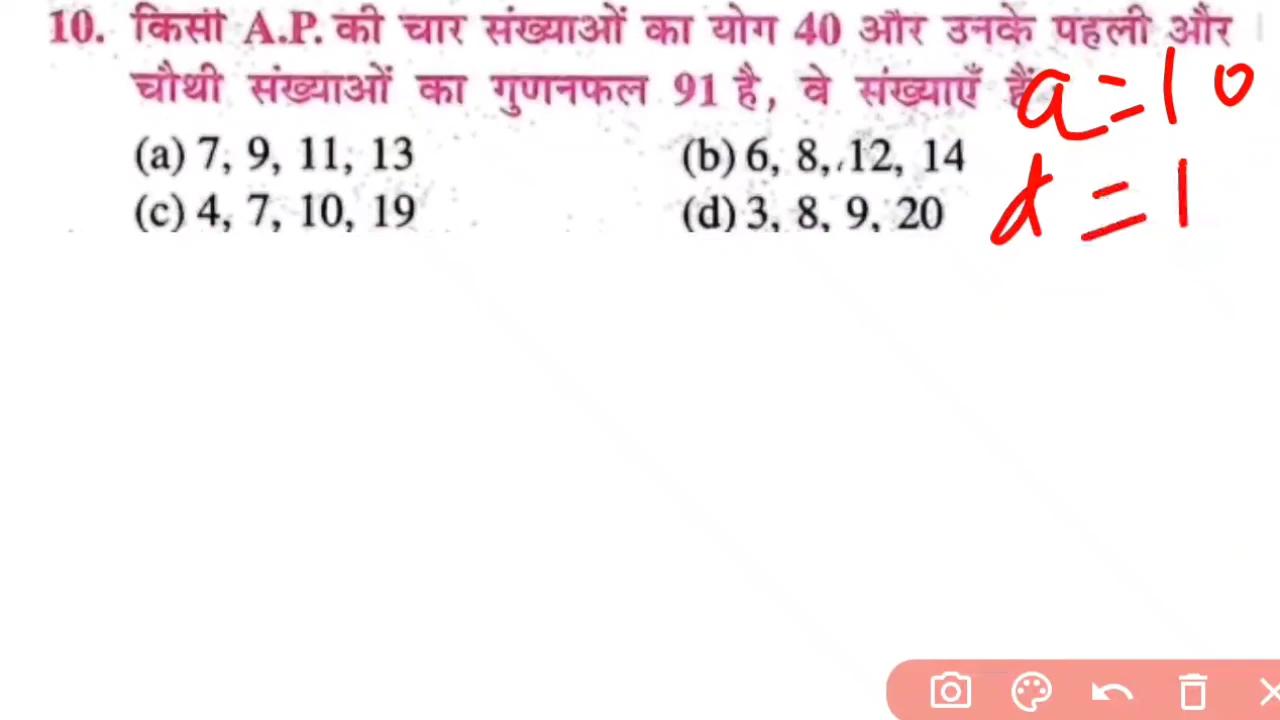 10. किसी A.P. की चार संख्याओं का योग 40 और उनके पहली और
चौथी संख्याओं का गुणनफल 91 है, वे संख्याएँ हैं
(a) 7, 9, 11, 13 (b) 6, 8, 12, 14
(c) 4, 7, 10, 19 (d) 3, 8, 9, 20
a=10
d=1